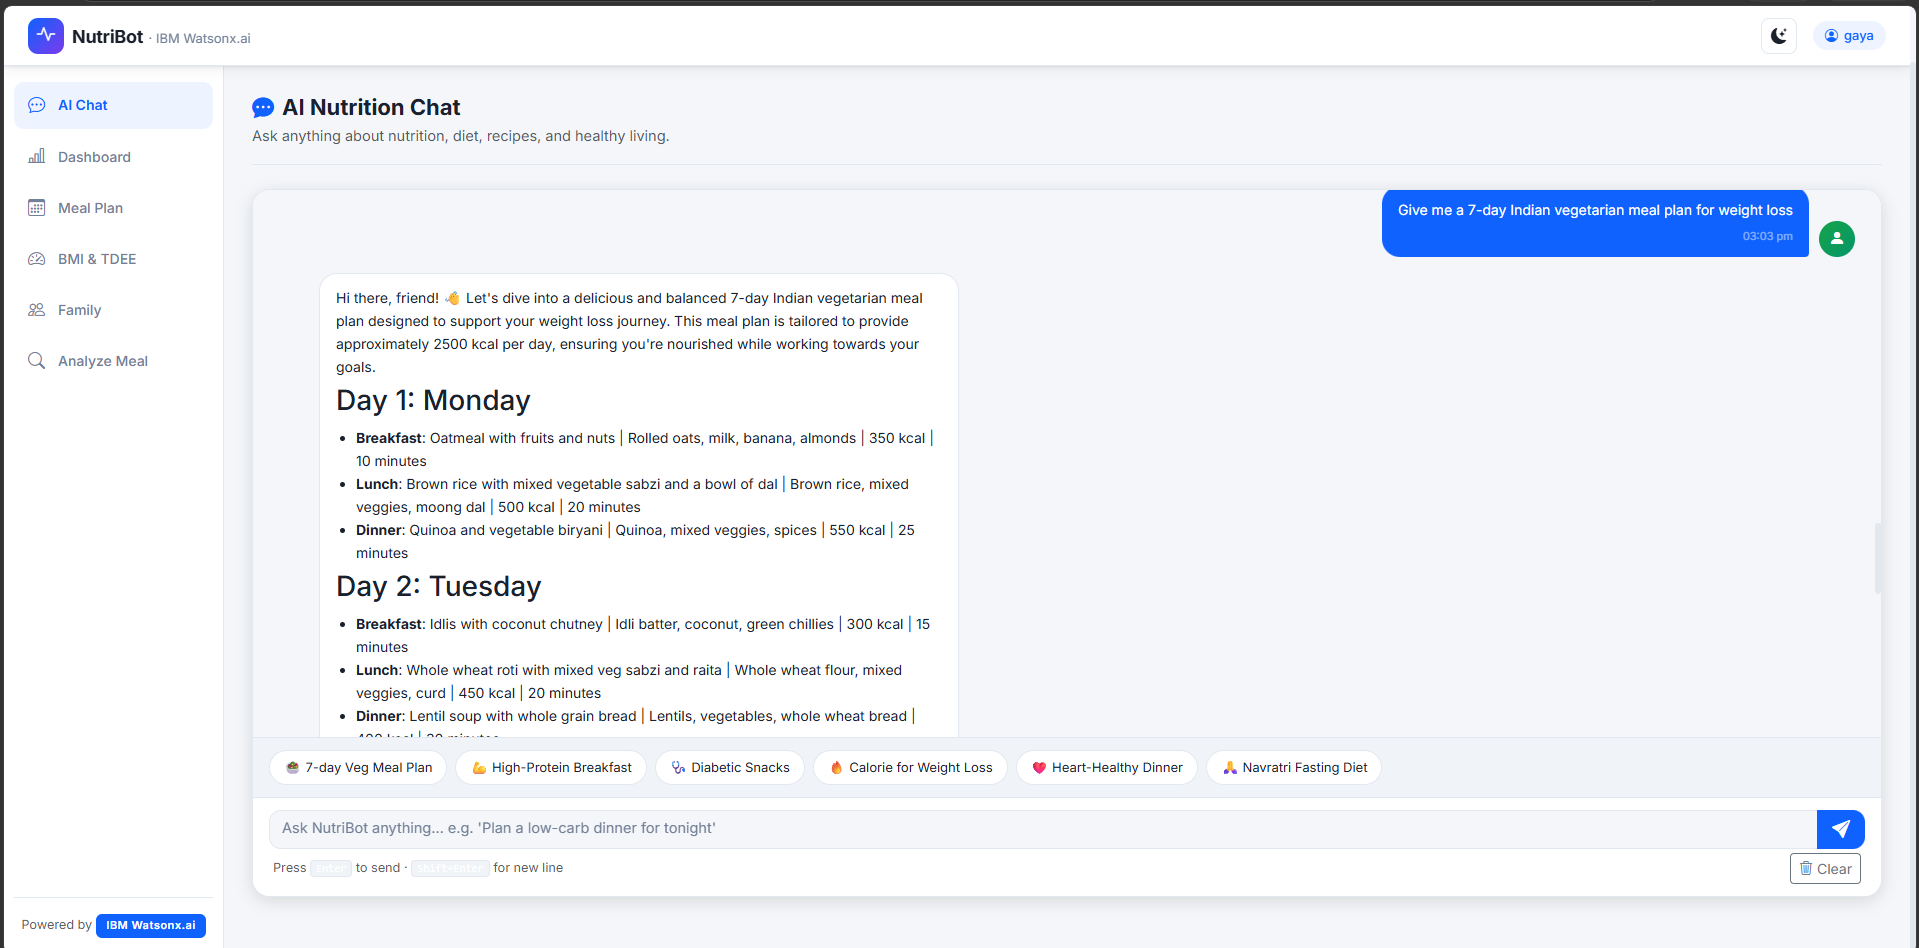 NutriBot · IBM Watsonx.ai
gaya
AI Chat
Dashboard
Meal Plan
BMI & TDEE
Family
Analyze Meal
Powered by IBM Watsonx.ai
AI Nutrition Chat
Ask anything about nutrition, diet, recipes, and healthy living.
Give me a 7-day Indian vegetarian meal plan for weight loss
03:03 pm
Hi there, friend! 👋 Let's dive into a delicious and balanced 7-day Indian vegetarian meal
plan designed to support your weight loss journey. This meal plan is tailored to provide
approximately 2500 kcal per day, ensuring you're nourished while working towards your
goals.
Day 1: Monday
• Breakfast: Oatmeal with fruits and nuts | Rolled oats, milk, banana, almonds | 350 kcal |
10 minutes
• Lunch: Brown rice with mixed vegetable sabzi and a bowl of dal | Brown rice, mixed
veggies, moong dal | 500 kcal | 20 minutes
• Dinner: Quinoa and vegetable biryani | Quinoa, mixed veggies, spices | 550 kcal | 25
minutes
Day 2: Tuesday
• Breakfast: Idlis with coconut chutney | Idli batter, coconut, green chillies | 300 kcal | 15
minutes
• Lunch: Whole wheat roti with mixed veg sabzi and raita | Whole wheat flour, mixed
veggies, curd | 450 kcal | 20 minutes
• Dinner: Lentil soup with whole grain bread | Lentils, vegetables, whole wheat bread |
7-day Veg Meal Plan
High-Protein Breakfast
Diabetic Snacks
Calorie for Weight Loss
Heart-Healthy Dinner
Navratri Fasting Diet
Ask NutriBot anything... e.g. 'Plan a low-carb dinner for tonight'
Press Enter to send · Shift+Enter for new line
Clear